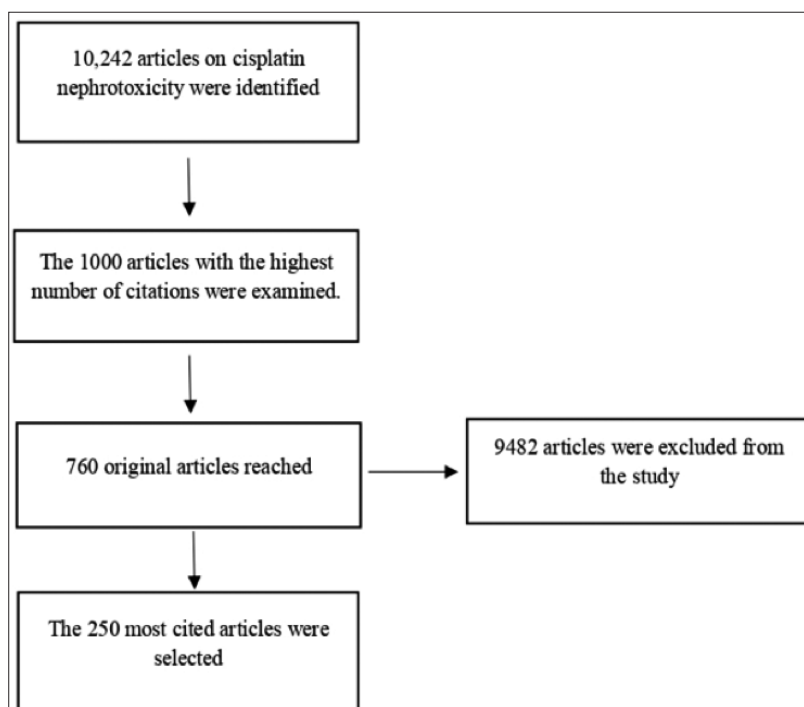 10,242 articles on cisplatin
nephrotoxicity were identified
The 1000 articles with the highest
number of citations were examined.
760 original articles reached
9482 articles were excluded from
the study
The 250 most cited articles were
selected